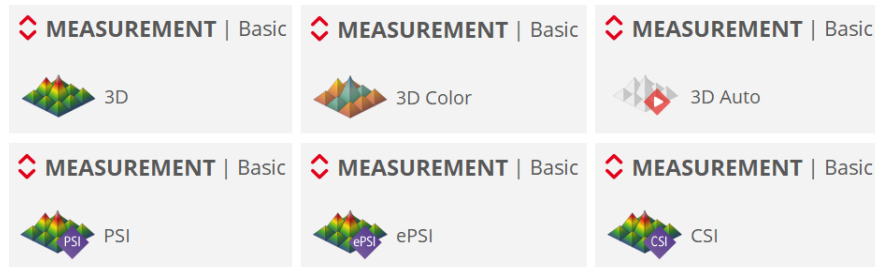 MEASUREMENT | Basic
3D
MEASUREMENT | Basic
3D Color
MEASUREMENT | Basic
3D Auto
MEASUREMENT | Basic
PSI PSI
MEASUREMENT | Basic
ePSI ePSI
MEASUREMENT | Basic
CSI CSI